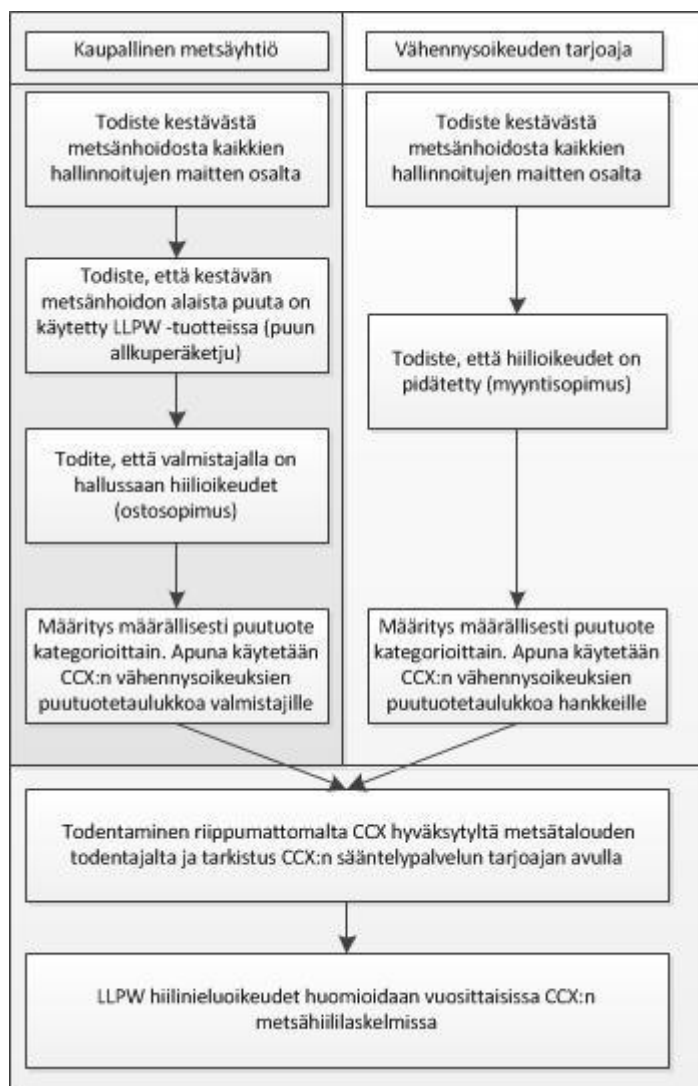 Kaupallinen metsäyhtiö
Vähennysoikeuden tarjoaja
Todiste kestävästä
metsänhoidosta kaikkien
hallinnoitujen maitten osalta
Todiste, että kestävän
metsänhoidon alaista puuta on
käytetty LLPW -tuotteissa (puun
allkuperäketju)
Todite, että valmistajalla on
hallussaan hiilioikeudet
(ostosopimus)
Määritys määrällisesti puutuote
kategorioittain. Apuna käytetään
CCX:n vähennysoikeuksien
puutuotetaulukkoa valmistajille
Todiste kestävästä
metsänhoidosta kaikkien
hallinnoitujen maitten osalta
Todiste, että hiilioikeudet on
pidätetty (myyntisopimus)
Määritys määrällisesti puutuote
kategorioittain. Apuna käytetään
CCX:n vähennysoikeuksien
puutuotetaulukkoa hankkeille
Todentaminen riippumattomalta CCX hyväksytyltä metsätalouden
todentajalta ja tarkistus CCX:n sääntelypalvelun tarjoajan avulla
LLPW hiilinieluoikeudet huomioidaan vuosittaisissa CCX:n
metsähiililaskelmissa